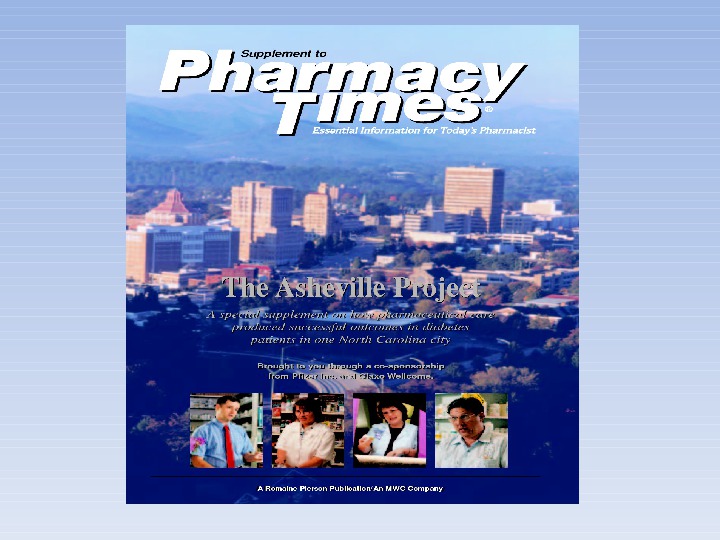 Supplement to
Pharmacy
Times®
Essential Information for Today's Pharmacist
The Asheville Project
A special supplement on how pharmaceutical care
produced successful outcomes in diabetes
patients in one North Carolina city
Brought to you through a co-sponsorship
from Pfizer Inc. and Glaxo Wellcome.
A Romaine Pierson Publication/An MWC Company